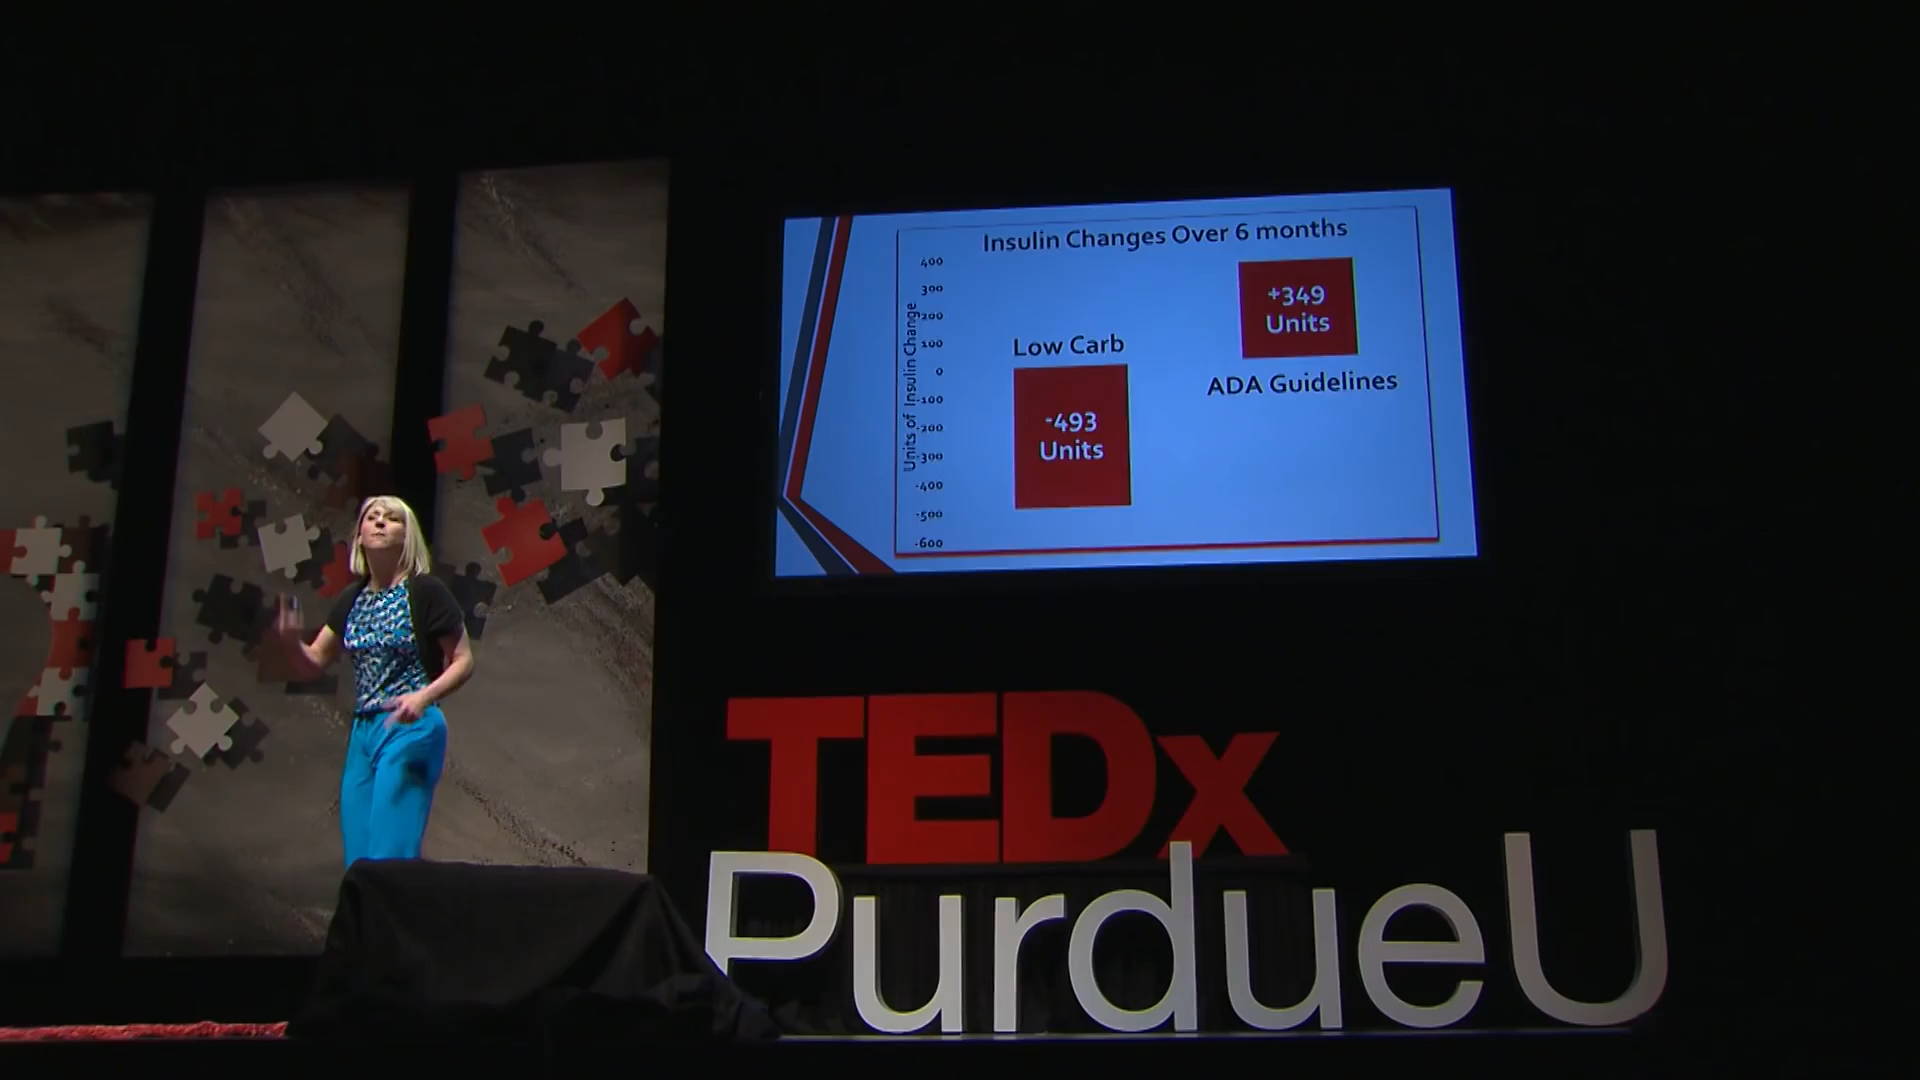 Insulin Changes Over 6 months
Units of Insulin Change
400
300
200
100
0
-100
-200
-300
-400
-500
-600
Low Carb
-493
Units
+349
Units
ADA Guidelines
TEDx
PurdueU